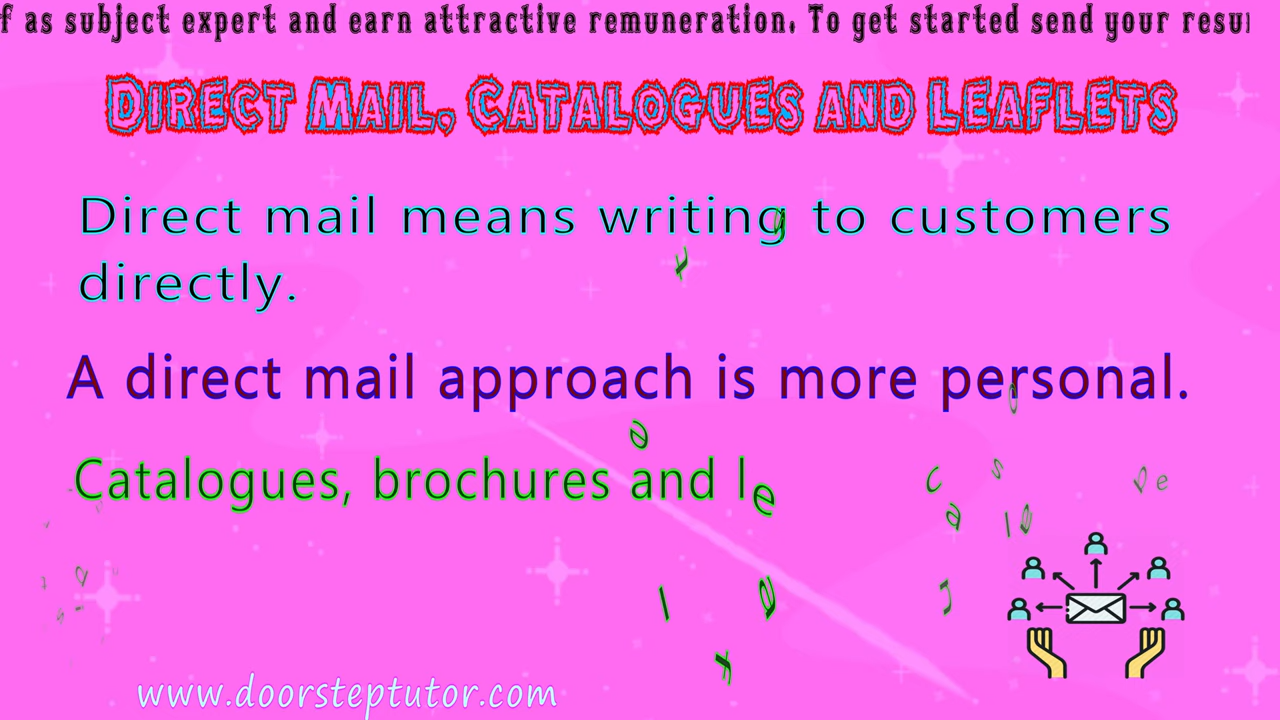 f as subject expert and earn attractive remuneration. To get started send your resu
Direct Mail, Catalogues and Leaflets
Direct mail means writing to customers
directly.
A direct mail approach is more personal.
Catalogues, brochures and le
www.doorsteptutor.com